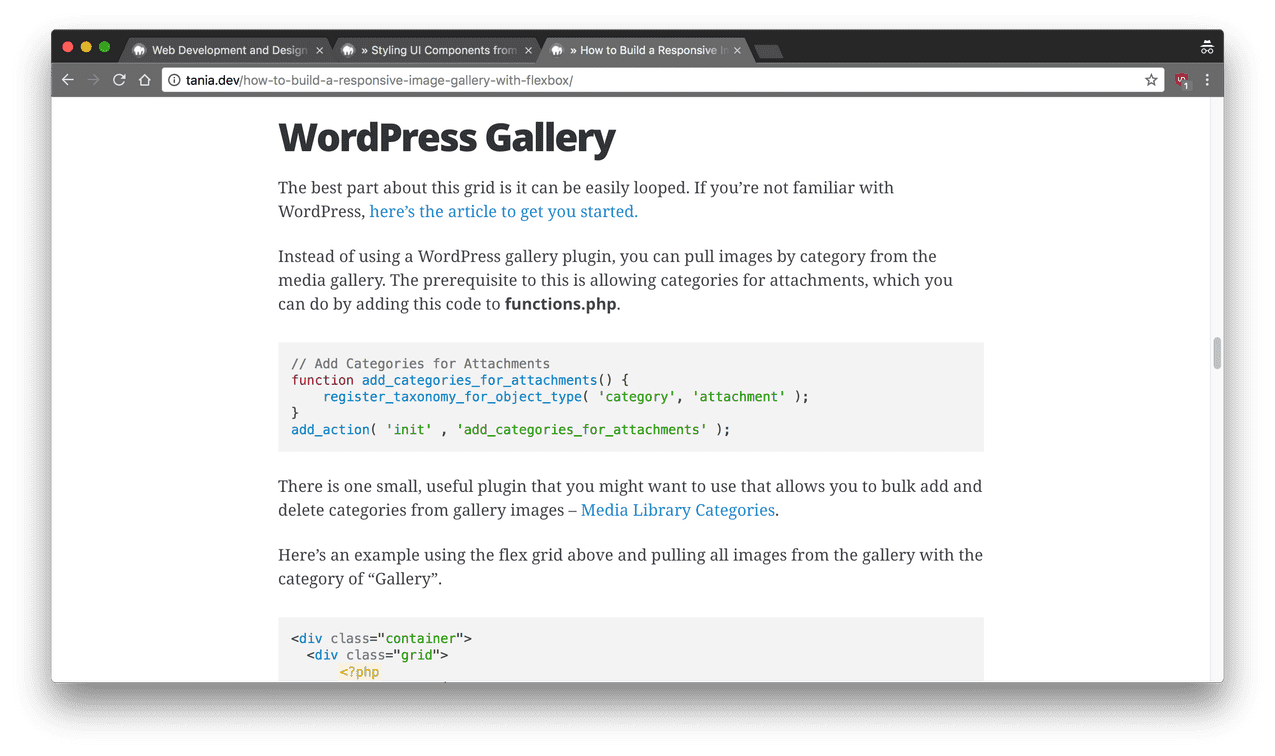 Web Development and Design
» Styling UI Components from
» How to Build a Responsive
tania.dev/how-to-build-a-responsive-image-gallery-with-flexbox/
1
WordPress Gallery
The best part about this grid is it can be easily looped. If you’re not familiar with
WordPress, here’s the article to get you started.
Instead of using a WordPress gallery plugin, you can pull images by category from the
media gallery. The prerequisite to this is allowing categories for attachments, which you
can do by adding this code to functions.php.
// Add Categories for Attachments
function add_categories_for_attachments() {
    register_taxonomy_for_object_type( 'category', 'attachment' );
}
add_action( 'init' , 'add_categories_for_attachments' );
There is one small, useful plugin that you might want to use that allows you to bulk add and
delete categories from gallery images – Media Library Categories.
Here’s an example using the flex grid above and pulling all images from the gallery with the
category of “Gallery”.
<div class="container">
  <div class="grid">
      <?php